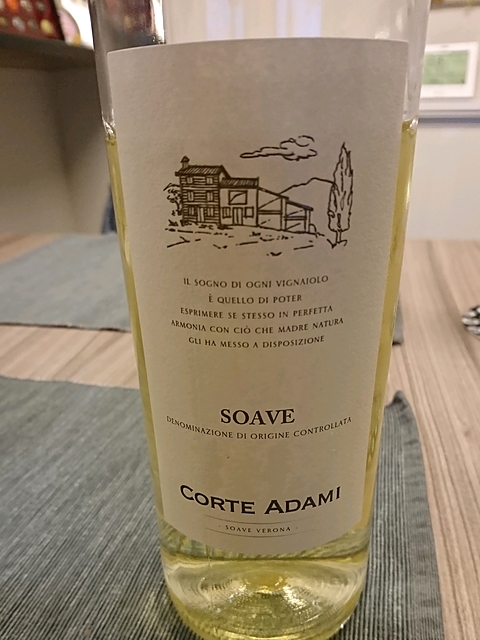 IL SOGNO DI OGNI VIGNAIOLO
È QUELLO DI POTER
ESPRIMERE SE STESSO IN PERFETTA
ARMONIA CON CIÒ CHE MADRE NATURA
GLI HA MESSO A DISPOSIZIONE
SOAVE
DENOMINAZIONE DI ORIGINE CONTROLLATA
CORTE ADAMI
- SOAVE VERONA -